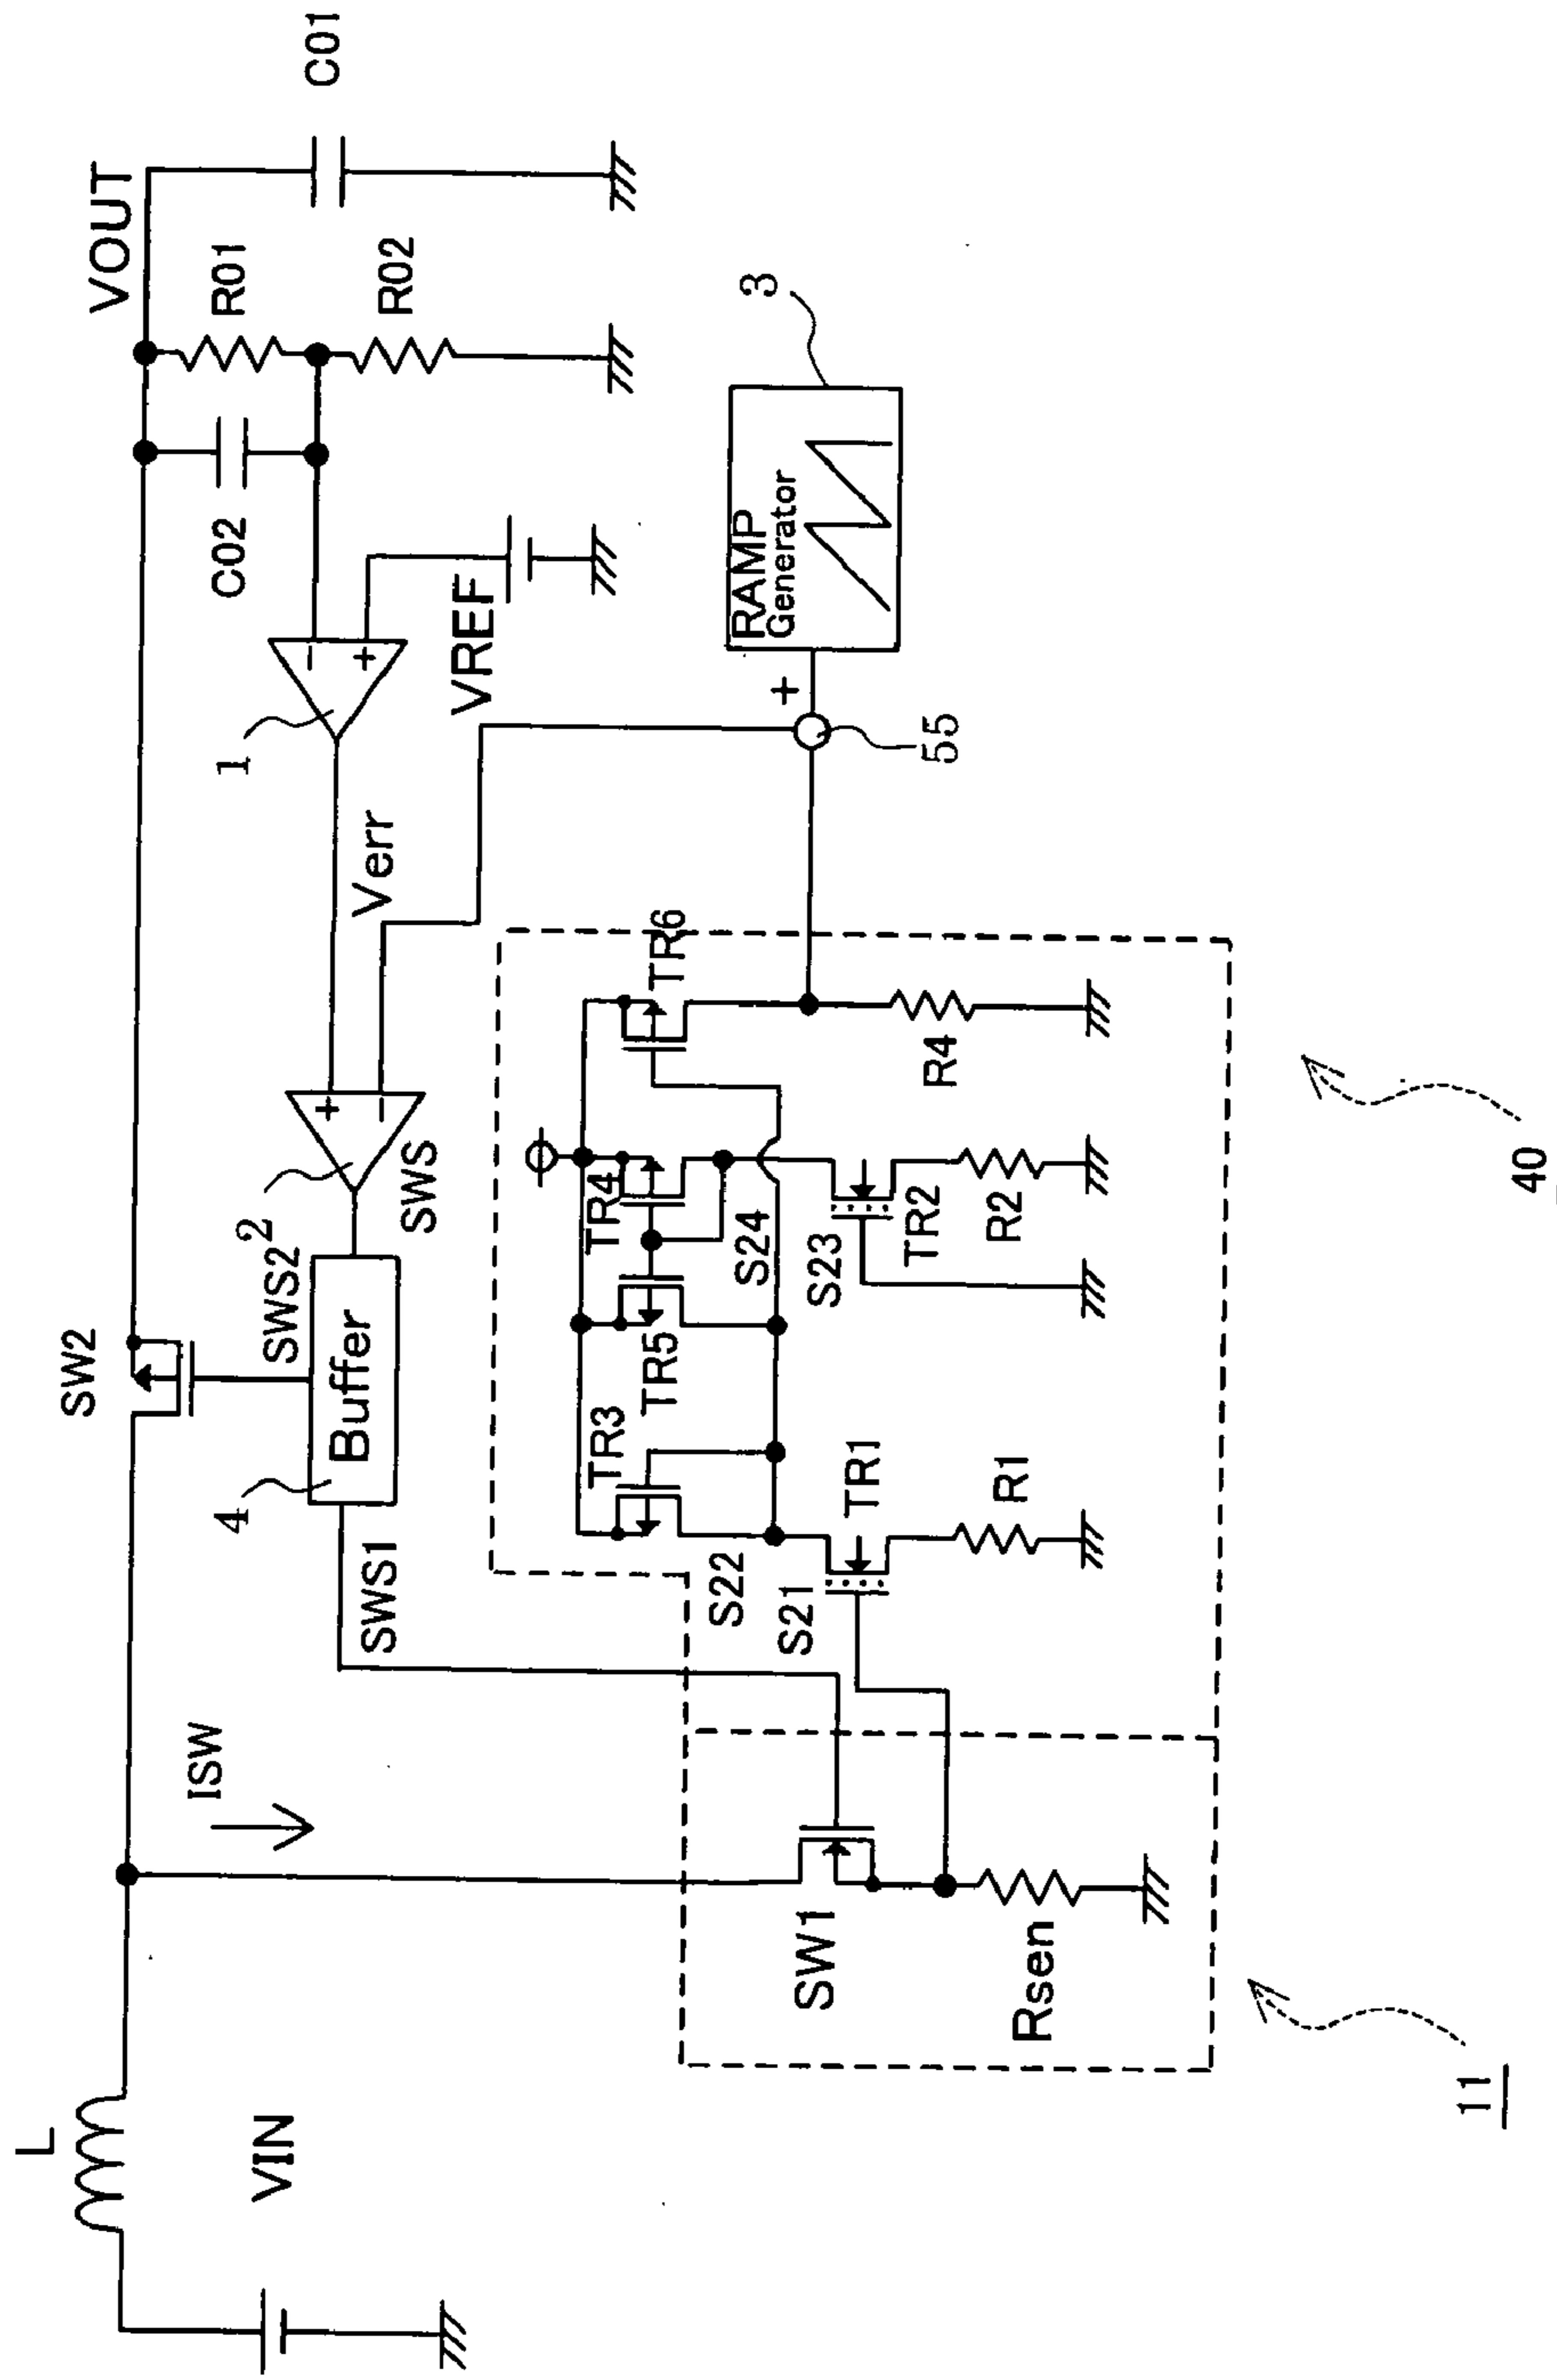 L
VIN
ISW
SW2
VOUT
C01
R01
R02
C02
VREF
1
Verr
+
−
+
−
2
SWS
SWS2
Buffer
4
SWS1
RAMP
Generator
3
+
55
SW1
Rsen
TR3
TR5
TR4
TR6
S22
S21
TR1
R1
S24
S23
TR2
R2
R4
11
40